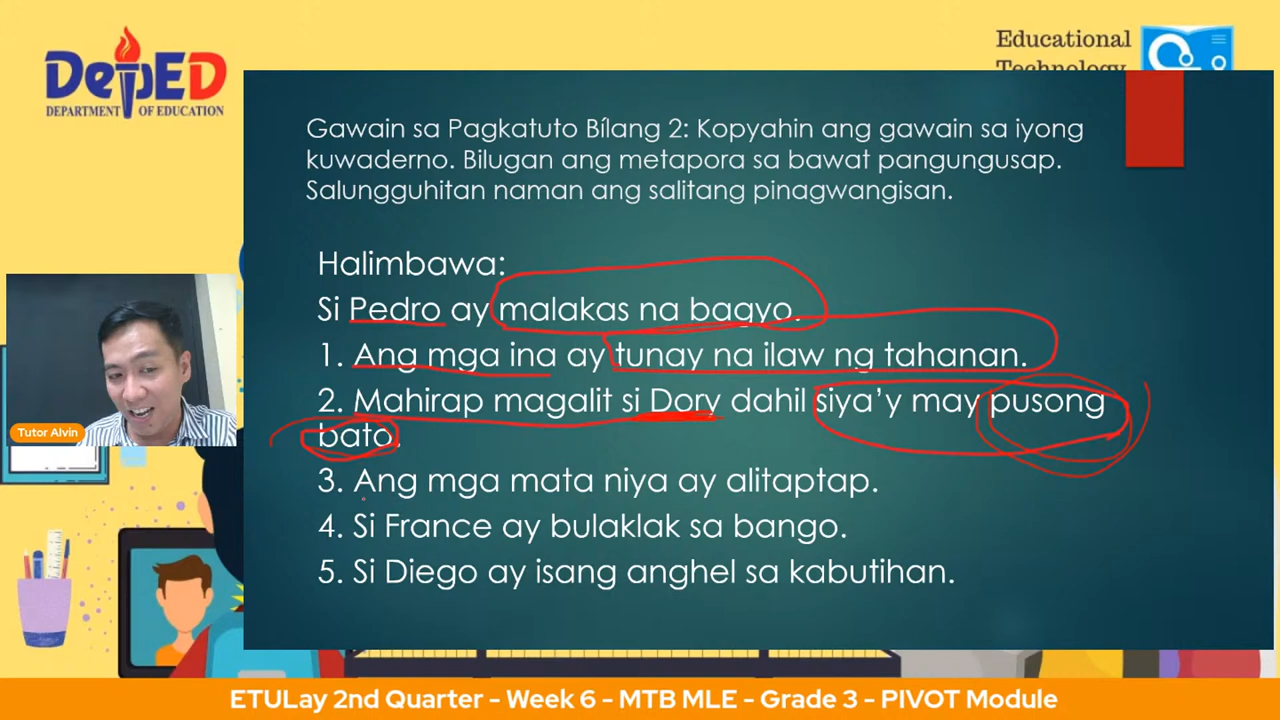 DepED
DEPARTMENT OF EDUCATION
Educational
Technology
Gawain sa Pagkatuto Bílang 2: Kopyahin ang gawain sa iyong
kuwaderno. Bilugan ang metapora sa bawat pangungusap.
Salungguhitan naman ang salitang pinagwangisan.
Halimbawa:
Si Pedro ay malakas na bagyo.
1. Ang mga ina ay tunay na ilaw ng tahanan.
2. Mahirap magalit si Dory dahil siya’y may pusong
bato.
3. Ang mga mata niya ay alitaptap.
4. Si France ay bulaklak sa bango.
5. Si Diego ay isang anghel sa kabutihan.
Tutor Alvin
ETULay 2nd Quarter - Week 6 - MTB MLE - Grade 3 - PIVOT Module